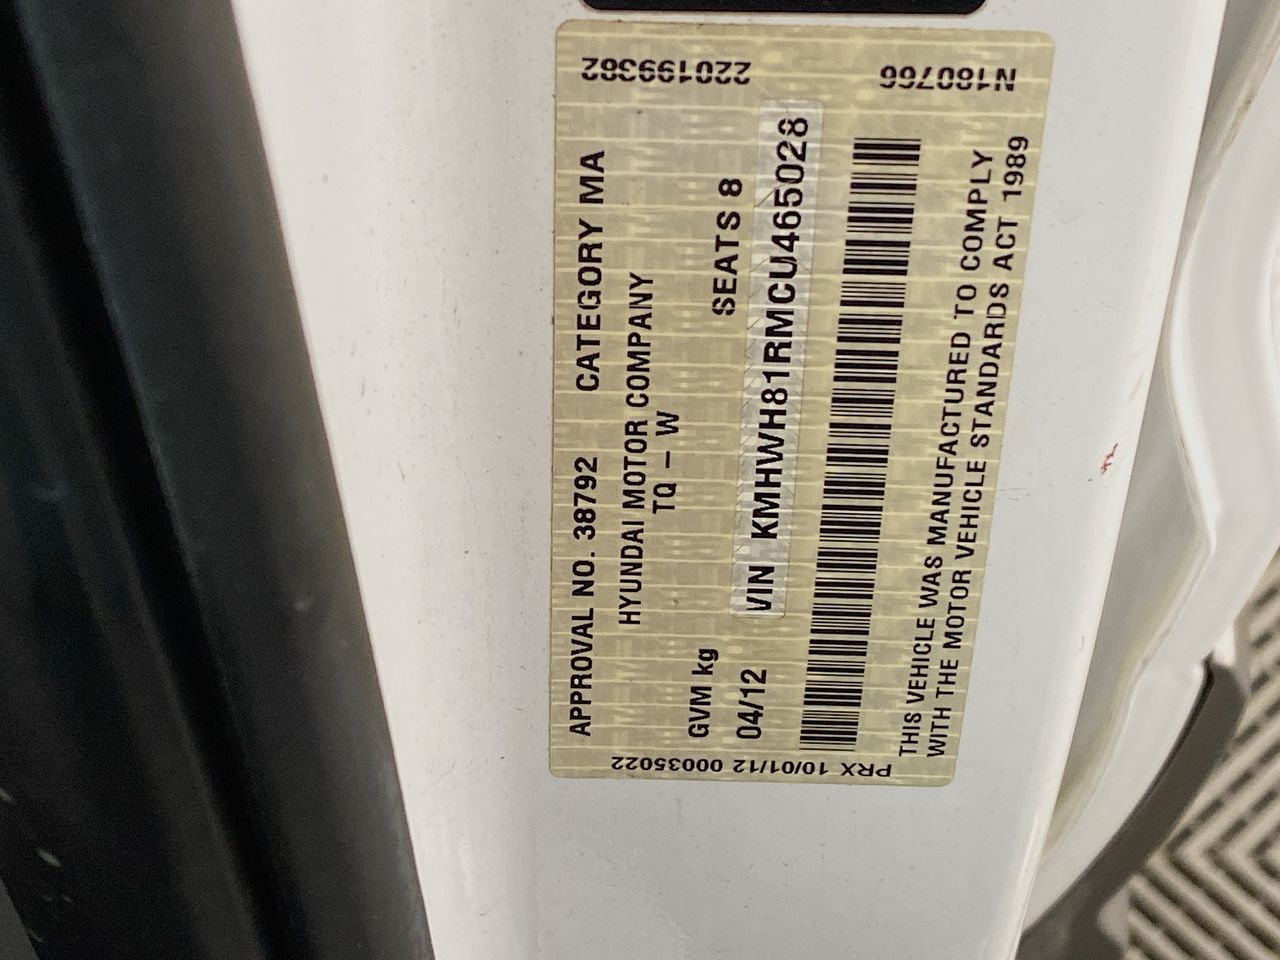 APPROVAL NO. 38792 CATEGORY MA
HYUNDAI MOTOR COMPANY
TQ – W
GVM kg SEATS 8
04/12 VIN KMHWH81RMCU465028
THIS VEHICLE WAS MANUFACTURED TO COMPLY
WITH THE MOTOR VEHICLE STANDARDS ACT 1989
220199382
N180766
PRX 10/01/12 00035022